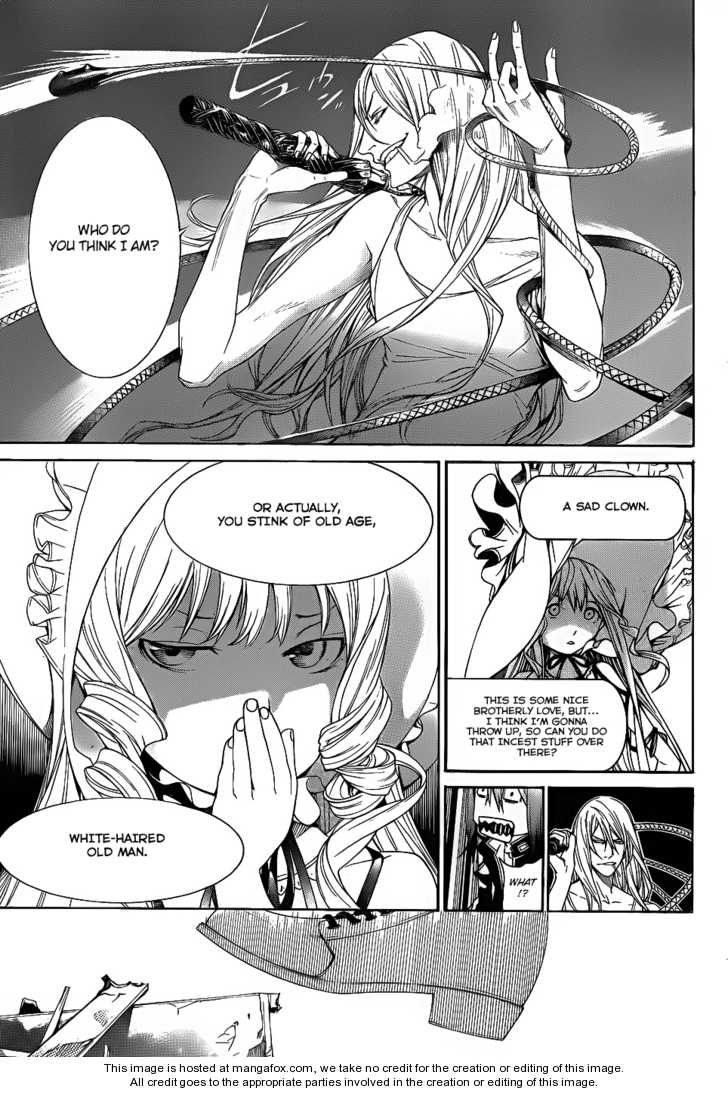 ヒュッ
WHO DO
YOU THINK I AM?
A SAD CLOWN.
THIS IS SOME NICE
BROTHERLY LOVE, BUT...
I THINK I'M GONNA
THROW UP, SO CAN YOU DO
THAT INCEST STUFF OVER
THERE?
OR ACTUALLY,
YOU STINK OF OLD AGE,
WHITE-HAIRED
OLD MAN.
WHAT
!?
This image is hosted at mangafox.com, we take no credit for the creation or editing of this image.
All credit goes to the appropriate parties involved in the creation or editing of this image.